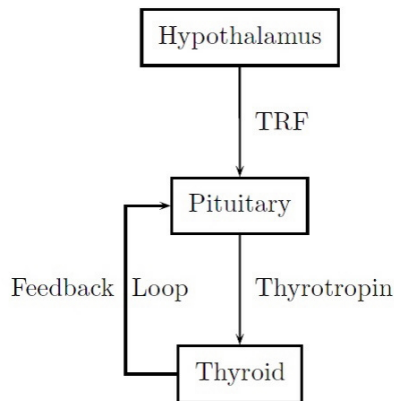 Hypothalamus
TRF
Pituitary
Feedback Loop
Thyrotropin
Thyroid